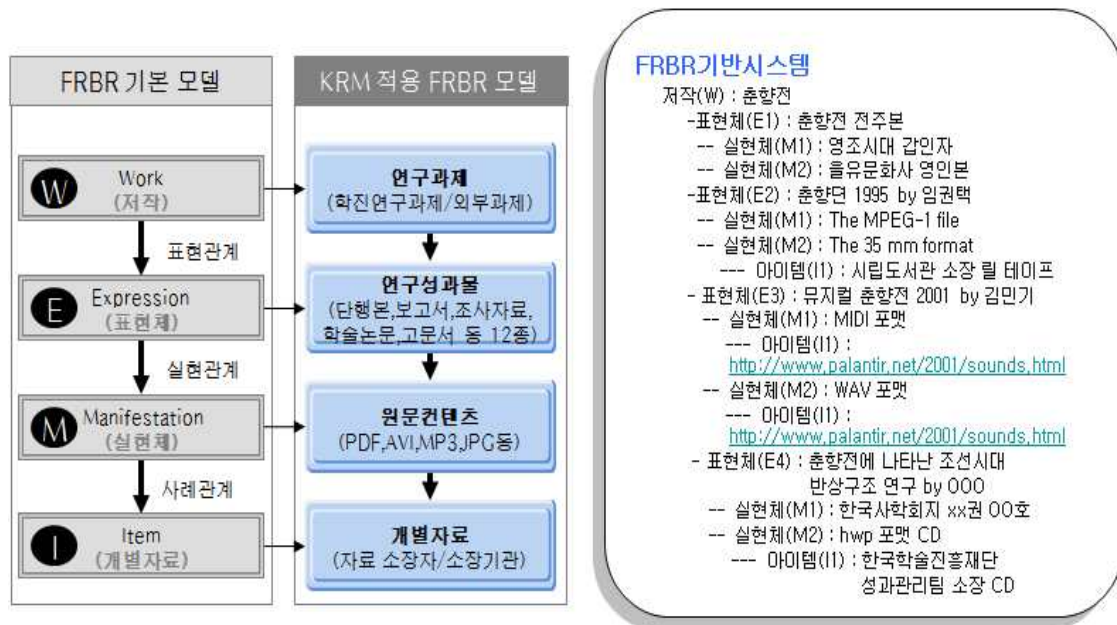 FRBR 기본 모델
W
Work
(저작)
표현관계
E
Expression
(표현체)
실현관계
M
Manifestation
(실현체)
사례관계
I
Item
(개별자료)
KRM 적용 FRBR 모델
연구과제
(학진연구과제/외부과제)
연구성과물
(단행본,보고서,조사자료,
학술논문,고문서 등 12종)
원문컨텐츠
(PDF,AVI,MP3,JPG등)
개별자료
(자료 소장자/소장기관)
FRBR기반시스템
저작(W) : 춘향전
-표현체(E1) : 춘향전 전주본
-- 실현체(M1) : 영조시대 갑인자
-- 실현체(M2) : 을유문화사 영인본
-표현체(E2) : 춘향뎐 1995 by 임권택
-- 실현체(M1) : The MPEG-1 file
-- 실현체(M2) : The 35 mm format
--- 아이템(I1) : 시립도서관 소장 릴 테이프
- 표현체(E3) : 뮤지컬 춘향전 2001 by 김민기
-- 실현체(M1) : MIDI 포맷
--- 아이템(I1) :
http://www.palantir.net/2001/sounds.html
-- 실현체(M2) : WAV 포맷
--- 아이템(I1) :
http://www.palantir.net/2001/sounds.html
- 표현체(E4) : 춘향전에 나타난 조선시대
반상구조 연구 by OOO
-- 실현체(M1) : 한국사학회지 xx권 OO호
-- 실현체(M2) : hwp 포맷 CD
--- 아이템(I1) : 한국학술진흥재단
성과관리팀 소장 CD